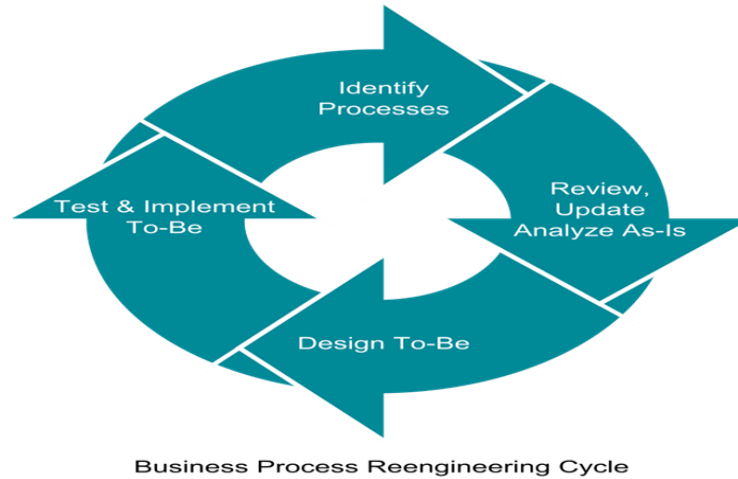 Identify
Processes
Review,
Update
Analyze As-Is
Design To-Be
Test & Implement
To-Be
Business Process Reengineering Cycle